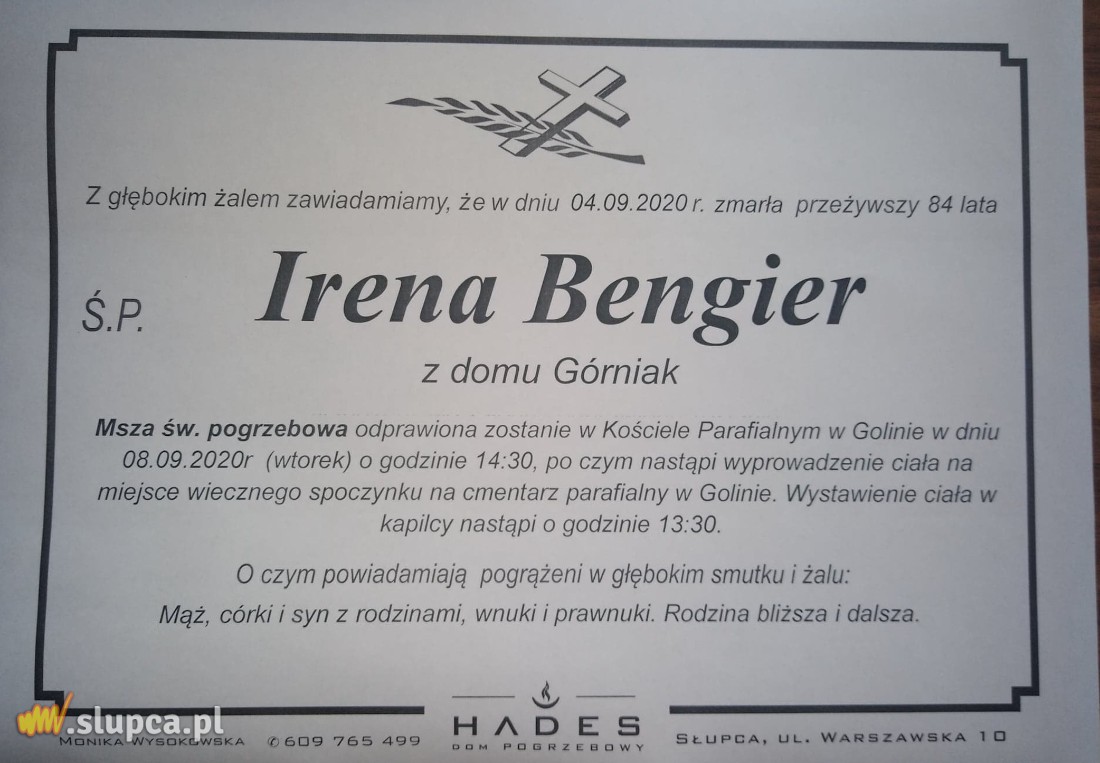 Z głębokim żalem zawiadamiamy, że w dniu 04.09.2020 r. zmarła przeżywszy 84 lata
Ś.P. Irena Bengier
z domu Górniak
Msza św. pogrzebowa odprawiona zostanie w Kościele Parafialnym w Golinie w dniu
08.09.2020r (wtorek) o godzinie 14:30, po czym nastąpi wyprowadzenie ciała na
miejsce wiecznego spoczynku na cmentarz parafialny w Golinie. Wystawienie ciała w
kapilcy nastąpi o godzinie 13:30.
O czym powiadamiają pogrążeni w głębokim smutku i żalu:
Mąż, córki i syn z rodzinami, wnuki i prawnuki. Rodzina bliższa i dalsza.
www.slupca.pl
Monika Wysokowska ✆ 609 765 499
HADES
DOM POGRZEBOWY
Słupca, ul. Warszawska 10